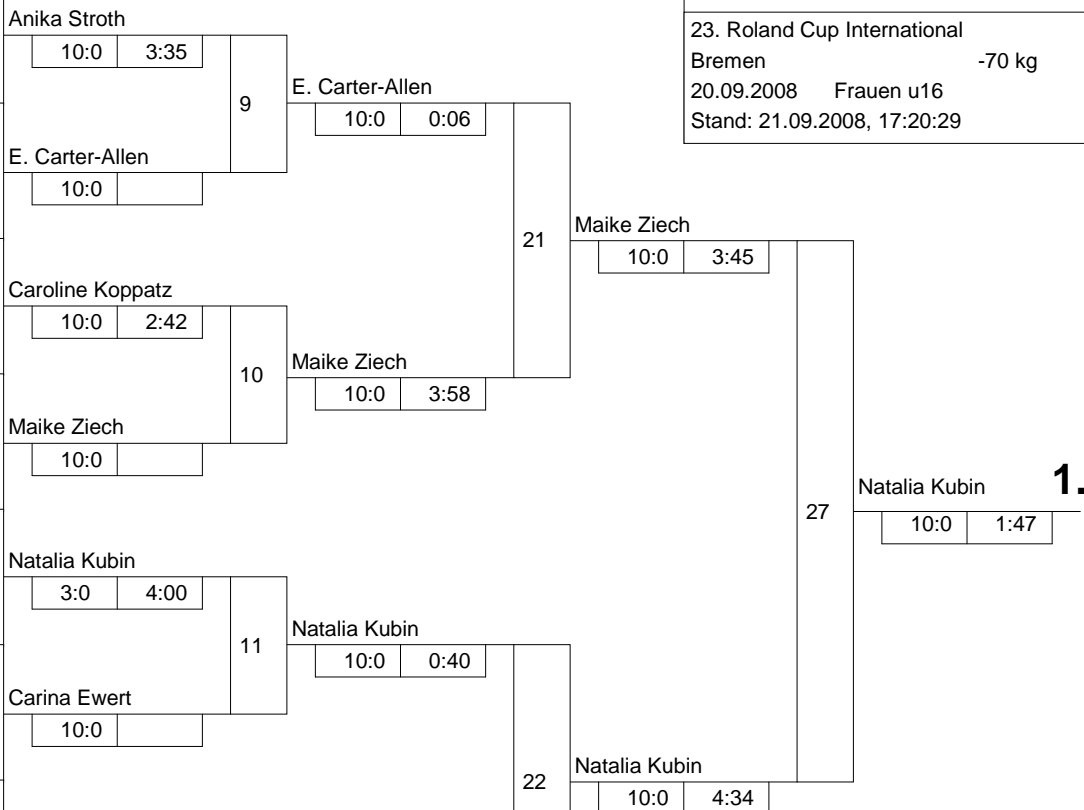 Anika Stroth
10:0 3:35
23. Roland Cup International
Bremen -70 kg
20.09.2008 Frauen u16
Stand: 21.09.2008, 17:20:29
9
E. Carter-Allen
10:0 0:06
E. Carter-Allen
10:0
21
Maike Ziech
10:0 3:45
Caroline Koppatz
10:0 2:42
10
Maike Ziech
10:0 3:58
Maike Ziech
10:0
27
Natalia Kubin 1.
10:0 1:47
Natalia Kubin
3:0 4:00
11
Natalia Kubin
10:0 0:40
Carina Ewert
10:0
22
Natalia Kubin
10:0 4:34